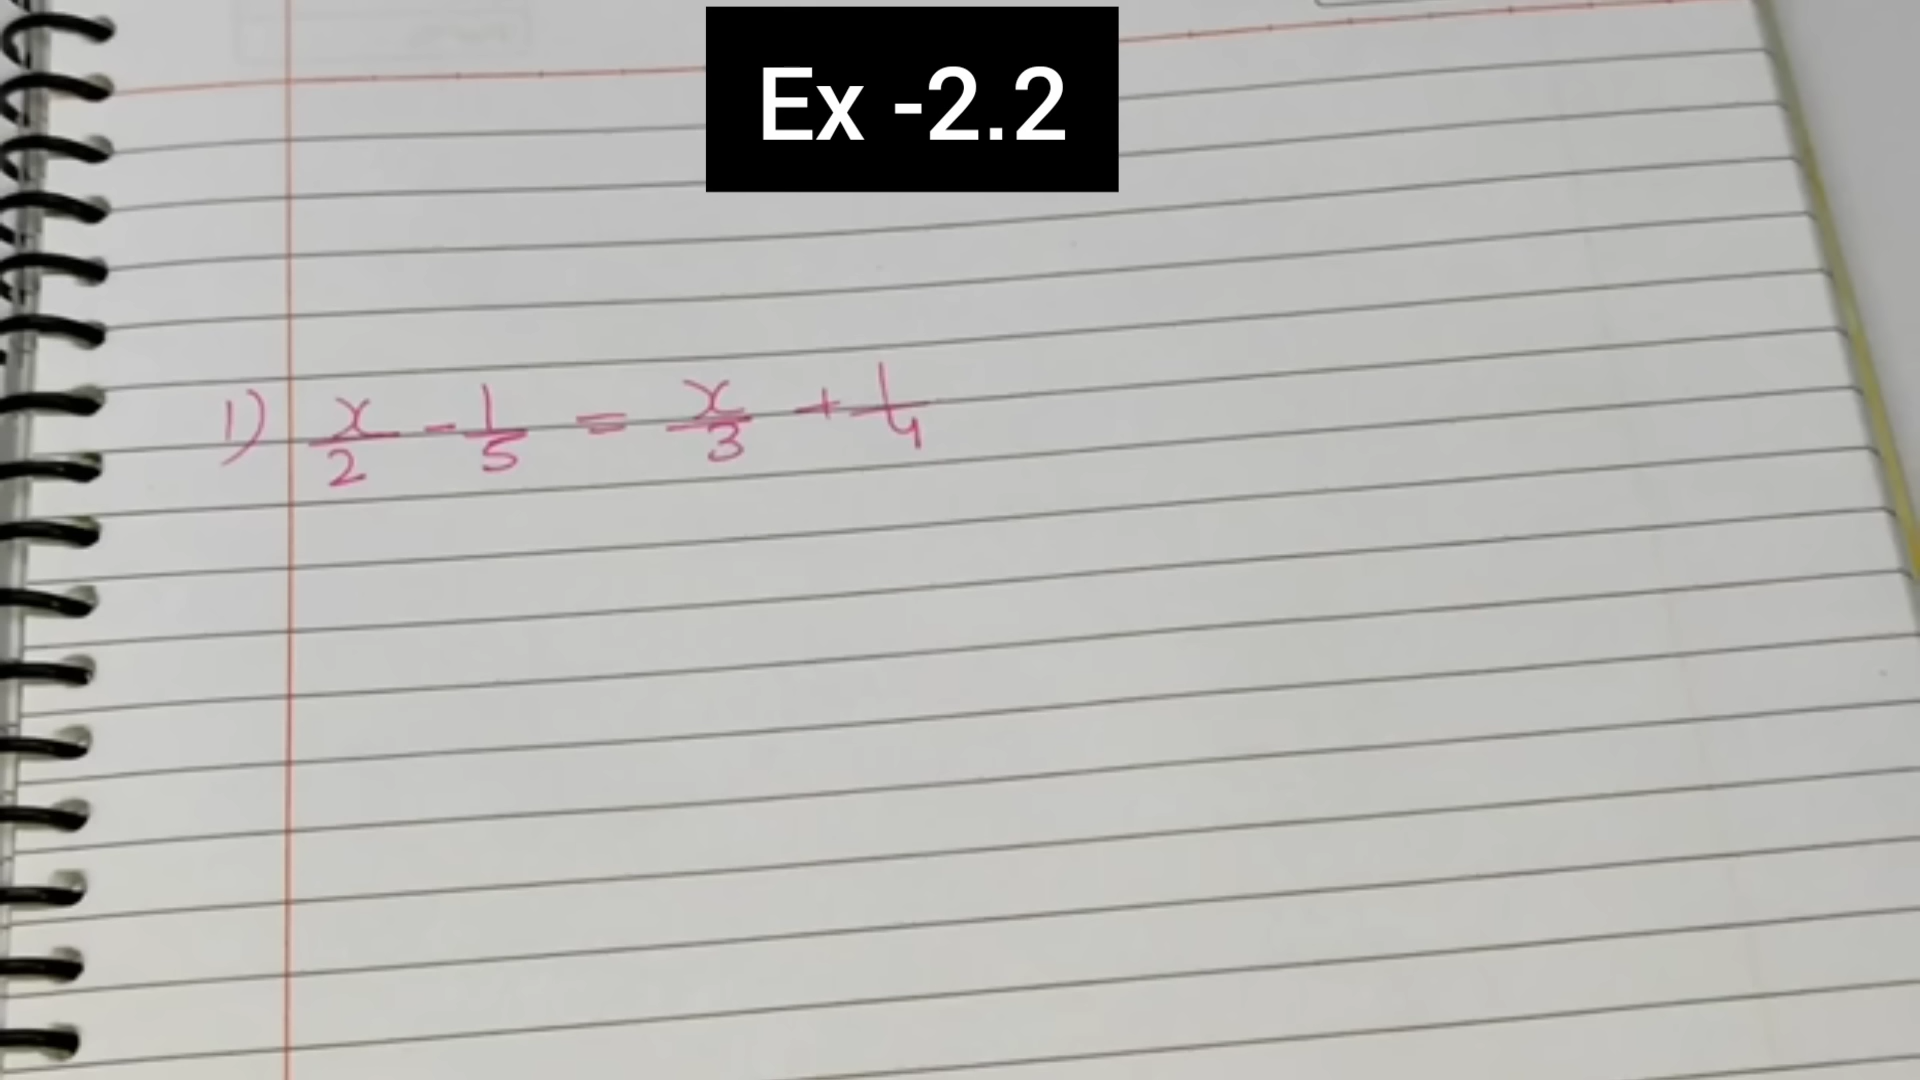 Ex -2.2
1) x/2 - 1/5 = x/3 + 1/4